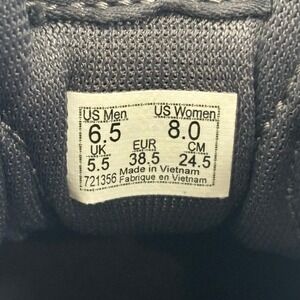 US Men US Women
6.5 8.0
UK EUR CM
5.5 38.5 24.5
Made in Vietnam
721356 Fabrique en Vietnam